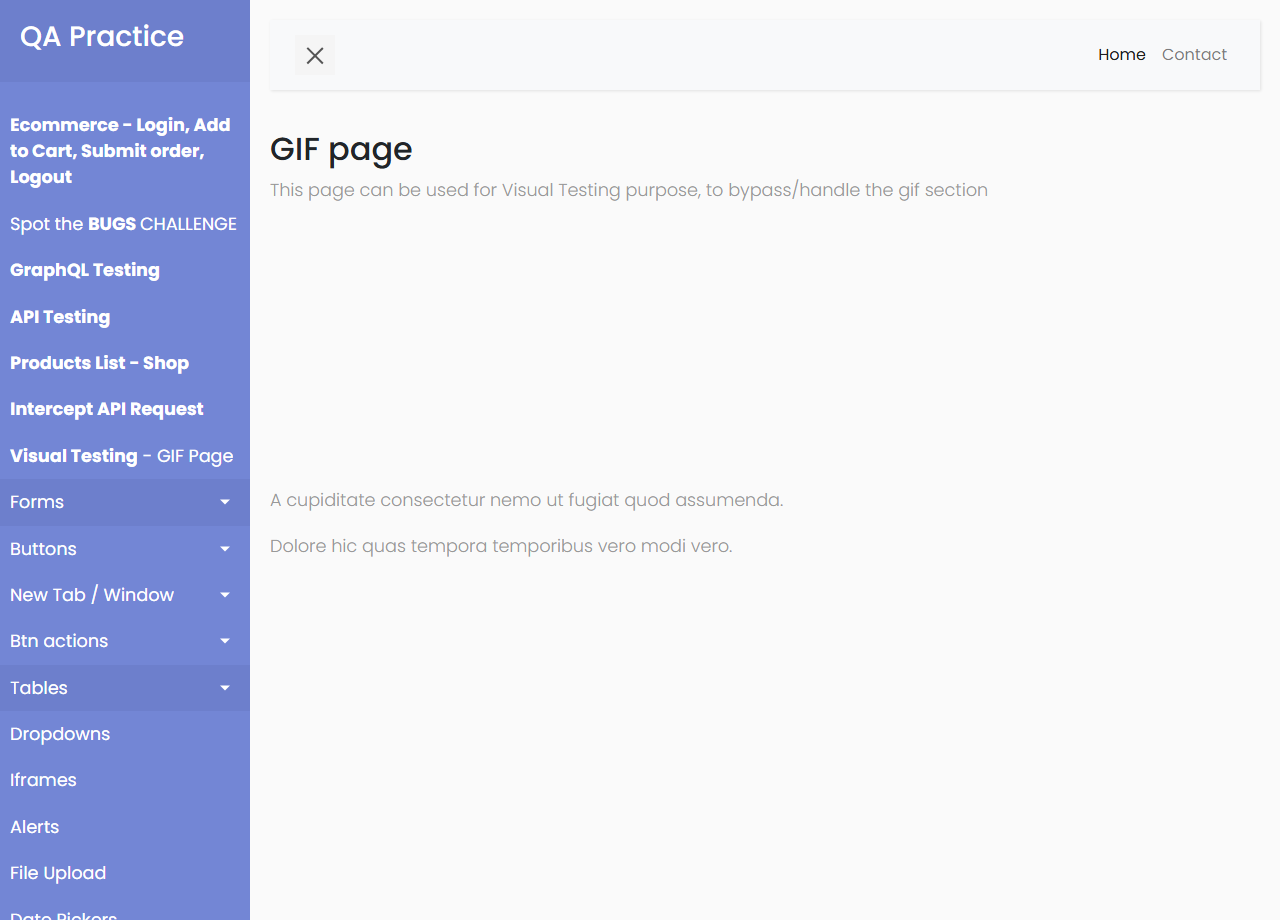 QA Practice
Home
Contact
Ecommerce - Login, Add
to Cart, Submit order,
Logout
Spot the BUGS CHALLENGE
GraphQL Testing
API Testing
Products List - Shop
Intercept API Request
Visual Testing - GIF Page
Forms
Buttons
New Tab / Window
Btn actions
Tables
Dropdowns
Iframes
Alerts
File Upload
Date Pickers
GIF page
This page can be used for Visual Testing purpose, to bypass/handle the gif section
A cupiditate consectetur nemo ut fugiat quod assumenda.
Dolore hic quas tempora temporibus vero modi vero.